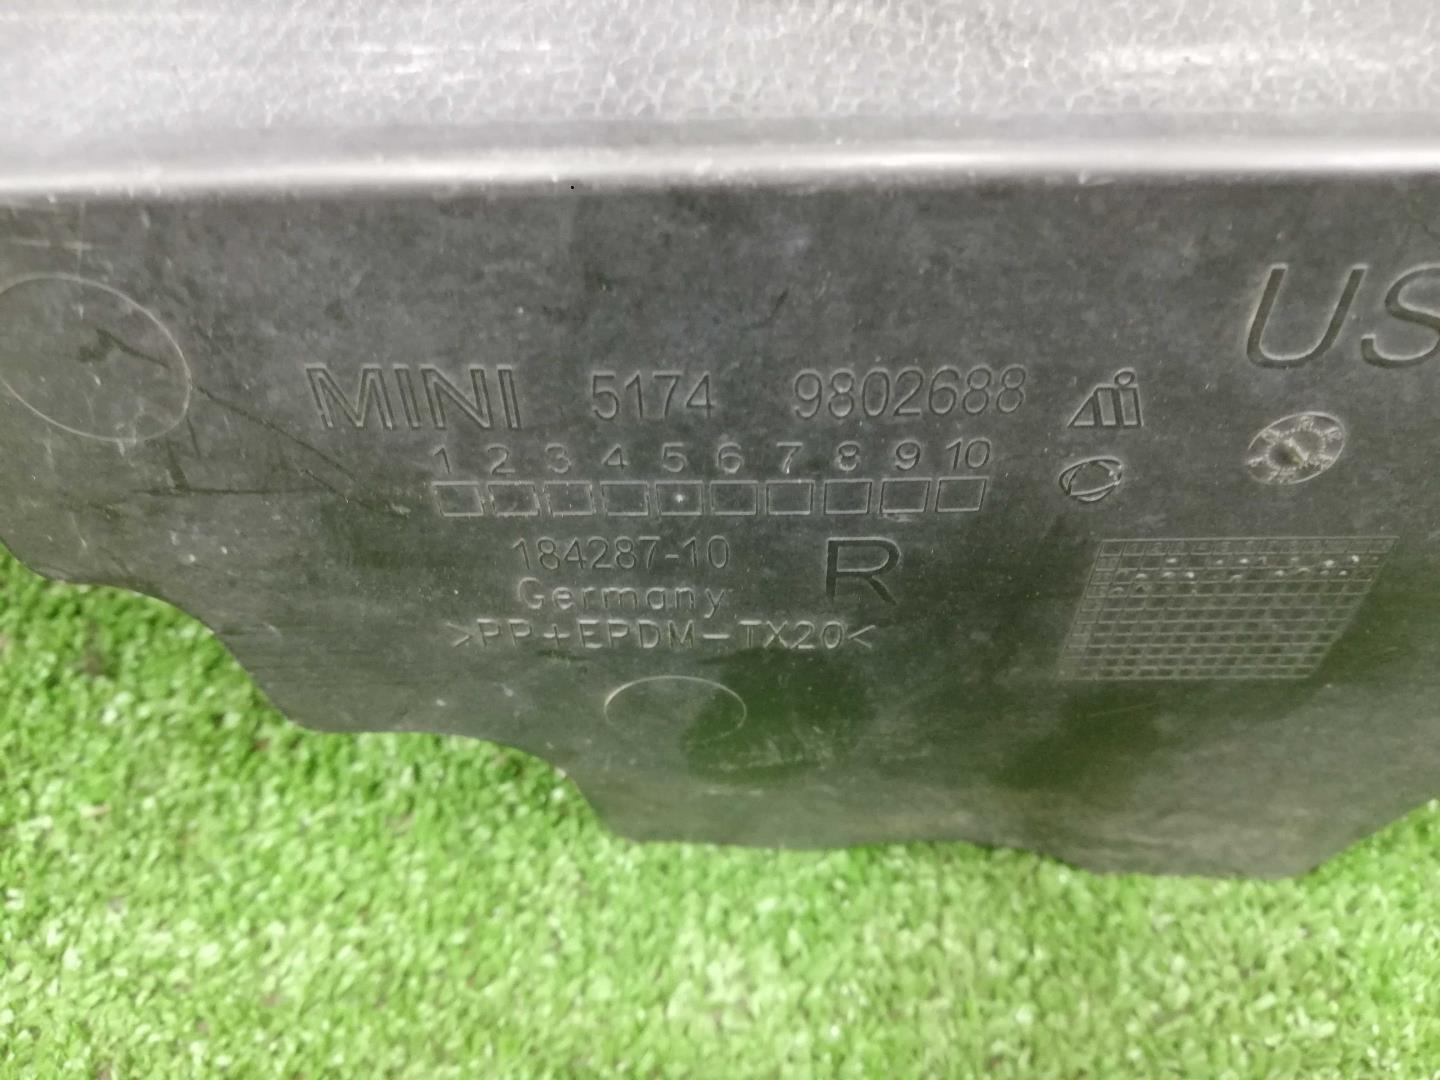 US
MINI 5174 9802688
1 2 3 4 5 6 7 8 9 10
184287-10 R
Germany
>PP+EPDM-TX20<